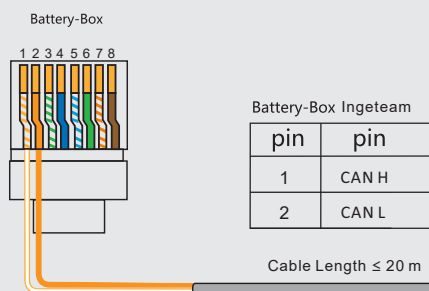 Battery-Box
1 2 3 4 5 6 7 8
Battery-Box Ingeteam
pin pin
1 CAN H
2 CAN L
Cable Length ≤ 20 m